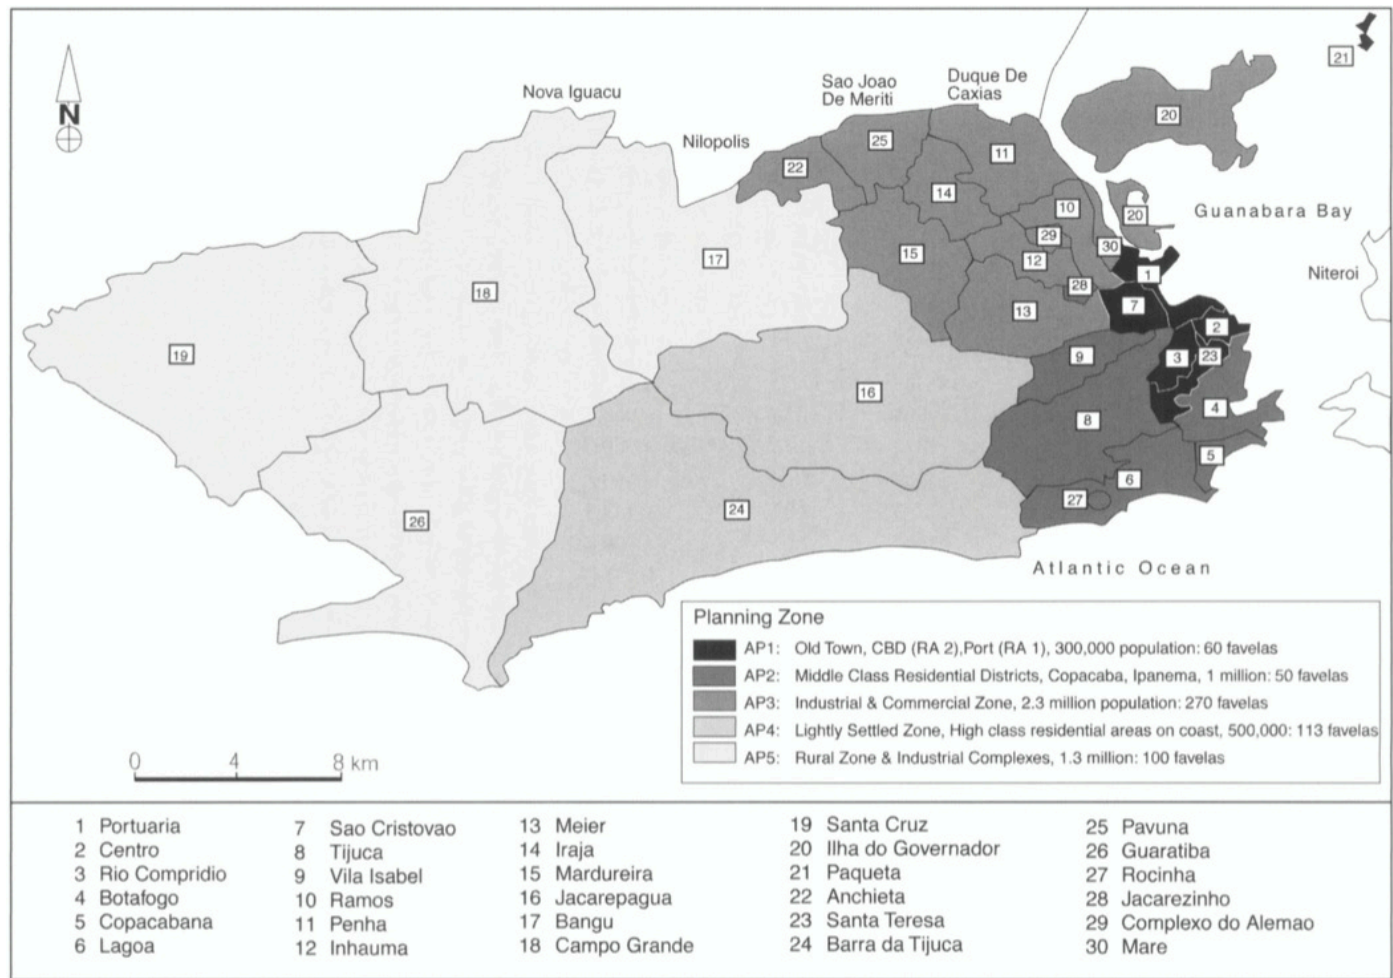 N
Nova Iguacu
Nilopolis
Sao Joao
De Meriti
Duque De
Caxias
21
20
25
11
22
14
10
20
Guanabara Bay
29
30
15
12
17
1
Niteroi
28
18
7
13
2
19
9
3
23
16
8
4
5
6
27
24
26
Atlantic Ocean
Planning Zone
AP1: Old Town, CBD (RA 2),Port (RA 1), 300,000 population: 60 favelas
AP2: Middle Class Residential Districts, Copacaba, Ipanema, 1 million: 50 favelas
AP3: Industrial & Commercial Zone, 2.3 million population: 270 favelas
AP4: Lightly Settled Zone, High class residential areas on coast, 500,000: 113 favelas
AP5: Rural Zone & Industrial Complexes, 1.3 million: 100 favelas
0 4 8 km
1 Portuaria
2 Centro
3 Rio Compridio
4 Botafogo
5 Copacabana
6 Lagoa
7 Sao Cristovao
8 Tijuca
9 Vila Isabel
10 Ramos
11 Penha
12 Inhauma
13 Meier
14 Iraja
15 Mardureira
16 Jacarepagua
17 Bangu
18 Campo Grande
19 Santa Cruz
20 Ilha do Governador
21 Paqueta
22 Anchieta
23 Santa Teresa
24 Barra da Tijuca
25 Pavuna
26 Guaratiba
27 Rocinha
28 Jacarezinho
29 Complexo do Alemao
30 Mare